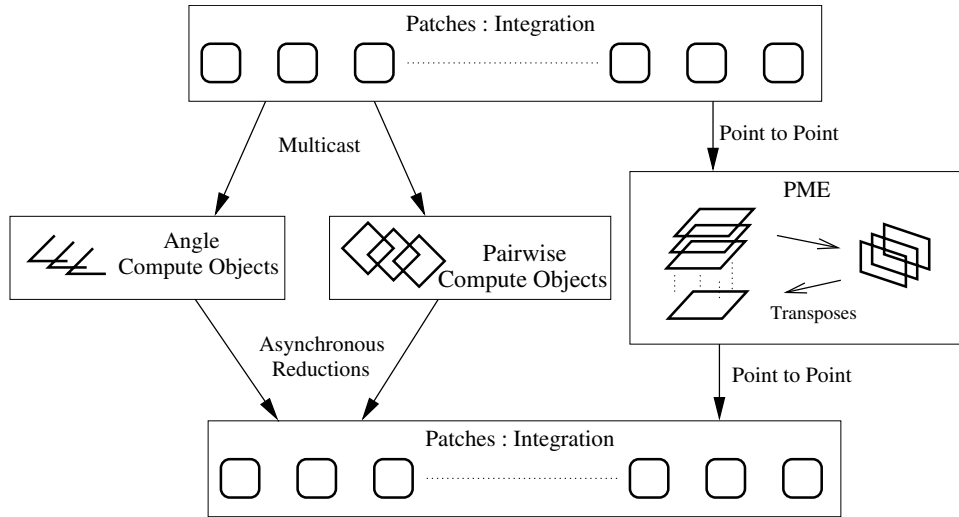 Patches : Integration
Multicast
Point to Point
PME
Angle
Compute Objects
Pairwise
Compute Objects
Transposes
Asynchronous
Reductions
Point to Point
Patches : Integration